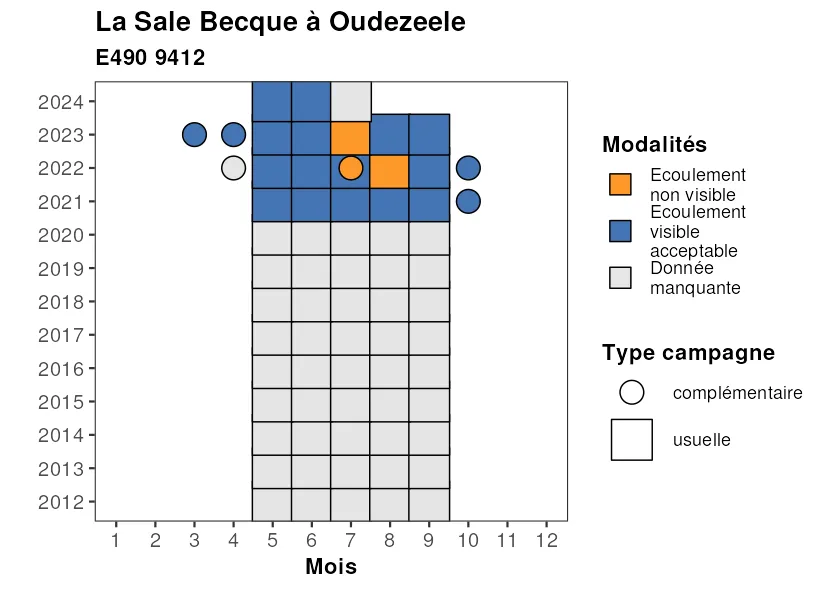 La Sale Becque à Oudezeele
E490 9412
2024
2023
2022
2021
2020
2019
2018
2017
2016
2015
2014
2013
2012
1 2 3 4 5 6 7 8 9 10 11 12
Mois
Modalités
Ecoulement
non visible
Ecoulement
visible
acceptable
Donnée
manquante
Type campagne
complémentaire
usuelle